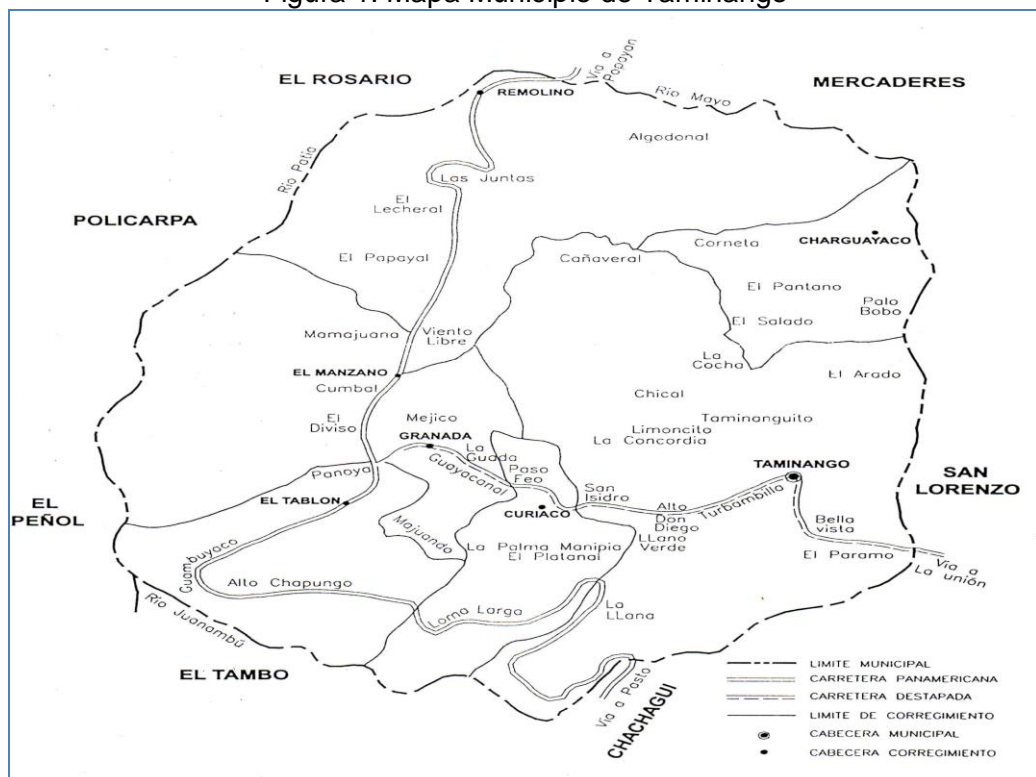 Figura 1. Mapa Municipio de Taminango
EL ROSARIO
Via a
Popayan
MERCADERES
REMOLINO
Rio Mayo
Algodonal
Rio Patia
Las Juntas
El
Lecheral
POLICARPA
Corneta
CHARGUAYACO
El Papayal
Cañaveral
El Pantano
Palo
Bobo
El Salado
Mamajuana
Viento
Libre
La
Cocha
EL MANZANO
El Arado
Cumbal
Chical
El
Diviso
Mejico
Taminanguito
Limoncito
La Concordia
GRANADA
La
Guada
Guayacanal
Panoya
Paso
Feo
TAMINANGO
SAN
LORENZO
EL
PEÑOL
EL TABLON
San
Isidro
CURIACO
Alto
Don
Diego
Turbambilla
Bella
vista
Majuando
LLano
Verde
La Palma Manipia
El Platanal
El Paramo
Via a
La unión
Guambuyaco
Alto Chapungo
Loma Larga
La
LLana
Rio Juanambú
EL TAMBO
Via a Pasto
CHACHAGUI
LIMITE MUNICIPAL
CARRETERA PANAMERICANA
CARRETERA DESTAPADA
LIMITE DE CORREGIMIENTO
CABECERA MUNICIPAL
CABECERA CORREGIMIENTO